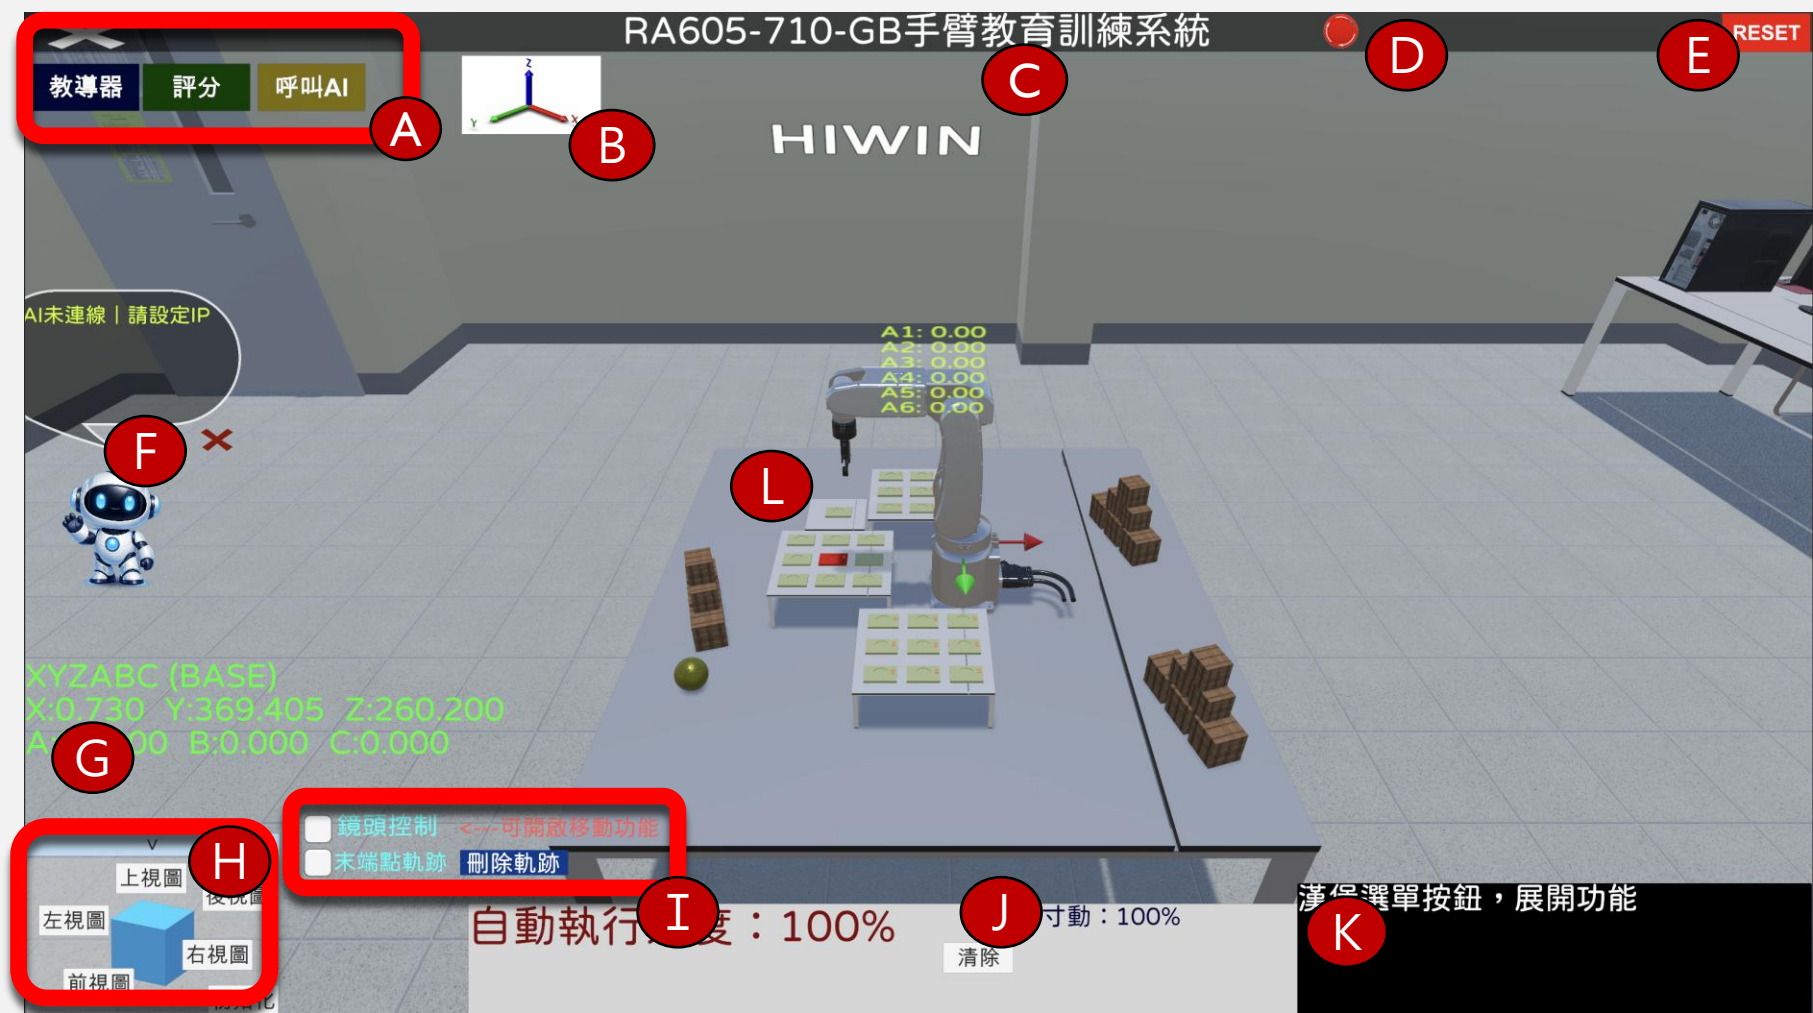 RA605-710-GB手臂教育訓練系統
D
E
RESET
教導器
評分
呼叫AI
A
Z
Y
X
B
C
HIWIN
AI未連線 | 請設定IP
A1: 0.00
A2: 0.00
A3: 0.00
A4: 0.00
A5: 0.00
A6: 0.00
F
L
XYZABC (BASE)
X:0.730 Y:369.405 Z:260.200
B:0.000 C:0.000
G
鏡頭控制 <---可開啟移動功能
末端點軌跡 刪除軌跡
I
H
上視圖
後視圖
左視圖
右視圖
前視圖
自動執行 度：100%
J
寸動：100%
清除
漢堡選單按鈕，展開功能
K